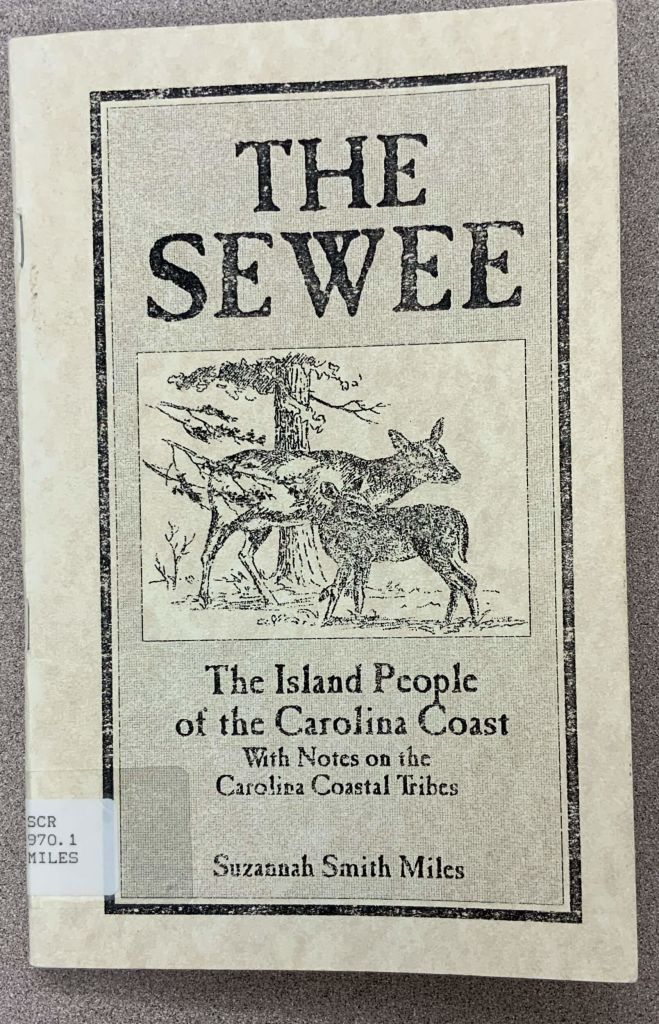 THE
SEWEE
The Island People
of the Carolina Coast
With Notes on the
Carolina Coastal Tribes
Suzannah Smith Miles
SCR
970.1
MILES